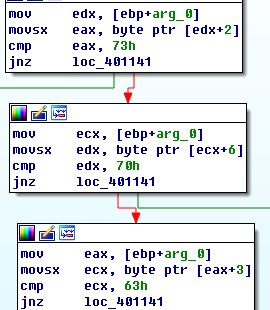 mov edx, [ebp+arg_0]
movsx eax, byte ptr [edx+2]
cmp eax, 73h
jnz loc_401141
mov ecx, [ebp+arg_0]
movsx edx, byte ptr [ecx+6]
cmp edx, 70h
jnz loc_401141
mov eax, [ebp+arg_0]
movsx ecx, byte ptr [eax+3]
cmp ecx, 63h
jnz loc_401141